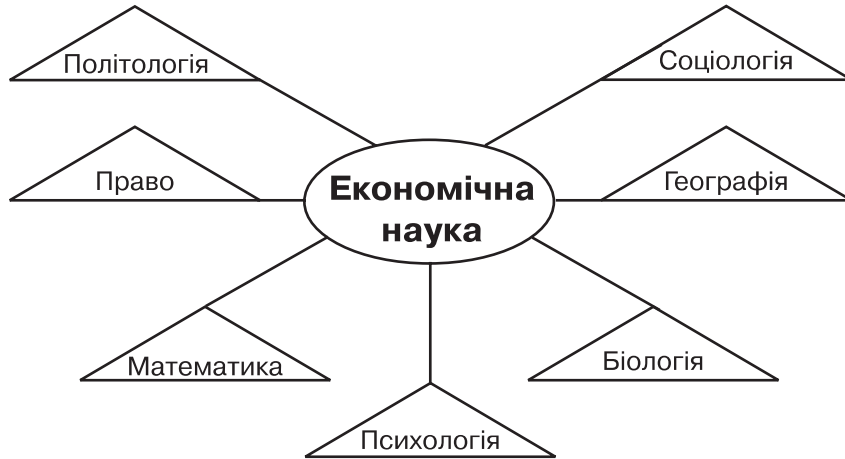 Політологія
Соціологія
Право
Економічна
наука
Географія
Математика
Біологія
Психологія